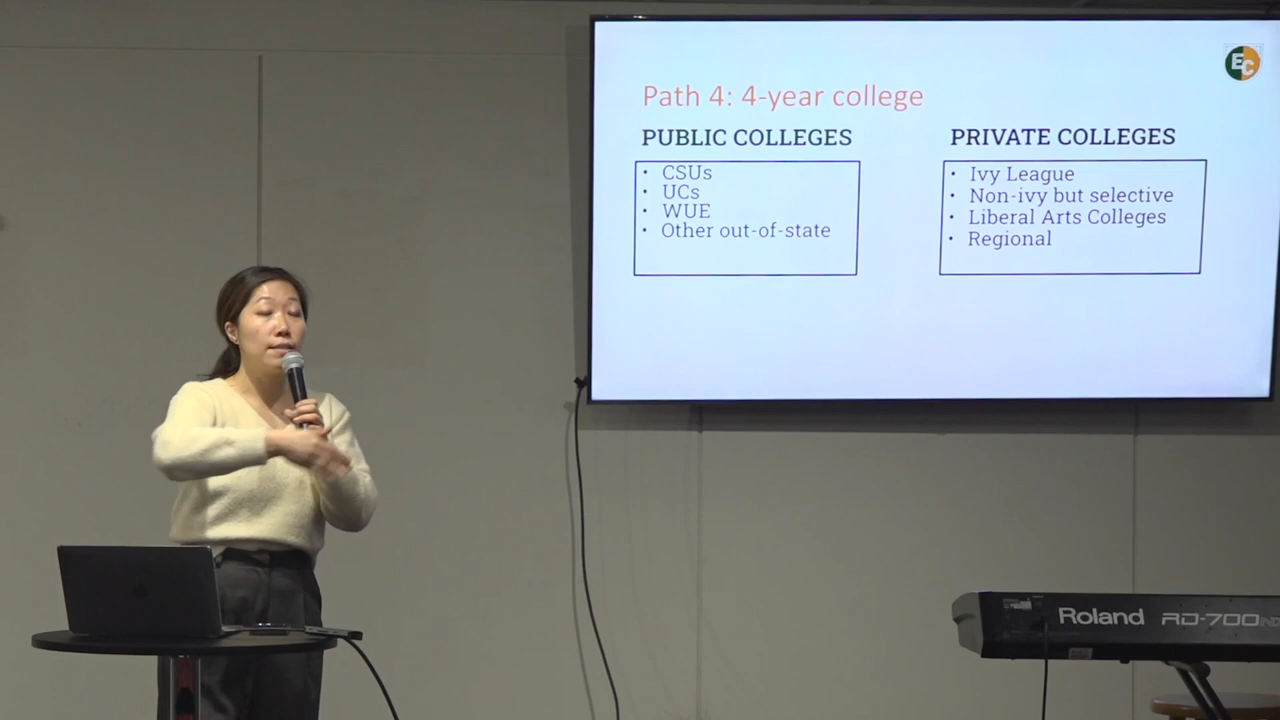 EC
Path 4: 4-year college
PUBLIC COLLEGES
• CSUs
• UCs
• WUE
• Other out-of-state
PRIVATE COLLEGES
• Ivy League
• Non-ivy but selective
• Liberal Arts Colleges
• Regional
Roland RD-700